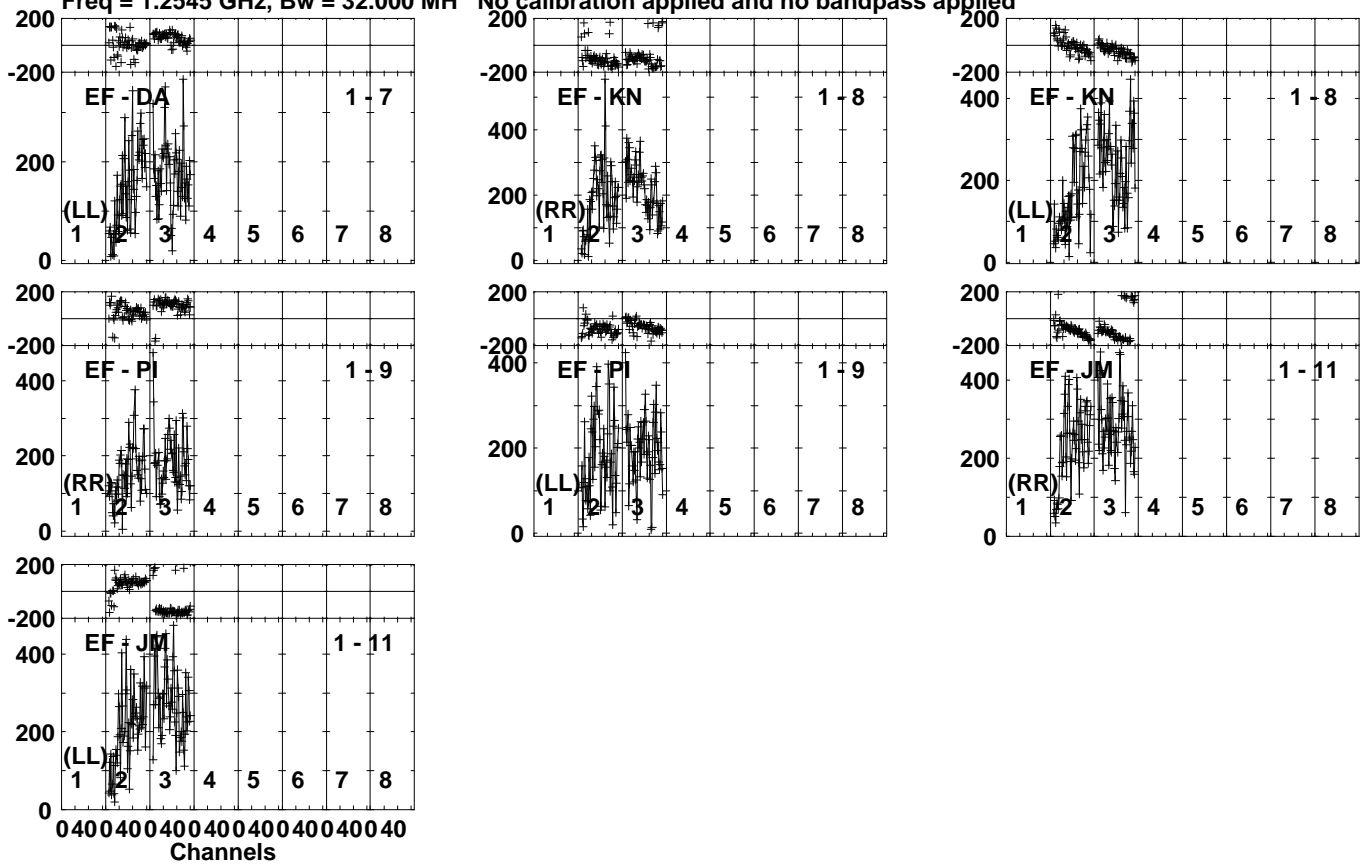 Freq = 1.2545 GHz, Bw = 32.000 MH No calibration applied and no bandpass applied
200
-200
EF - DA 1 - 7
200
(LL)
1 2 3 4 5 6 7 8
0
200
-200
EF - KN 1 - 8
400
200
(RR)
1 2 3 4 5 6 7 8
0
200
-200
EF - KN 1 - 8
400
200
(LL)
1 2 3 4 5 6 7 8
0
200
-200
EF - PI 1 - 9
400
200
(RR)
1 2 3 4 5 6 7 8
0
200
-200
EF - PI 1 - 9
400
200
(LL)
1 2 3 4 5 6 7 8
0
200
-200
EF - JM 1 - 11
400
200
(RR)
1 2 3 4 5 6 7 8
0
200
-200
EF - JM 1 - 11
400
200
(LL)
1 2 3 4 5 6 7 8
0
0 40 0 40 0 40 0 40 0 40 0 40 0 40 0 40
Channels